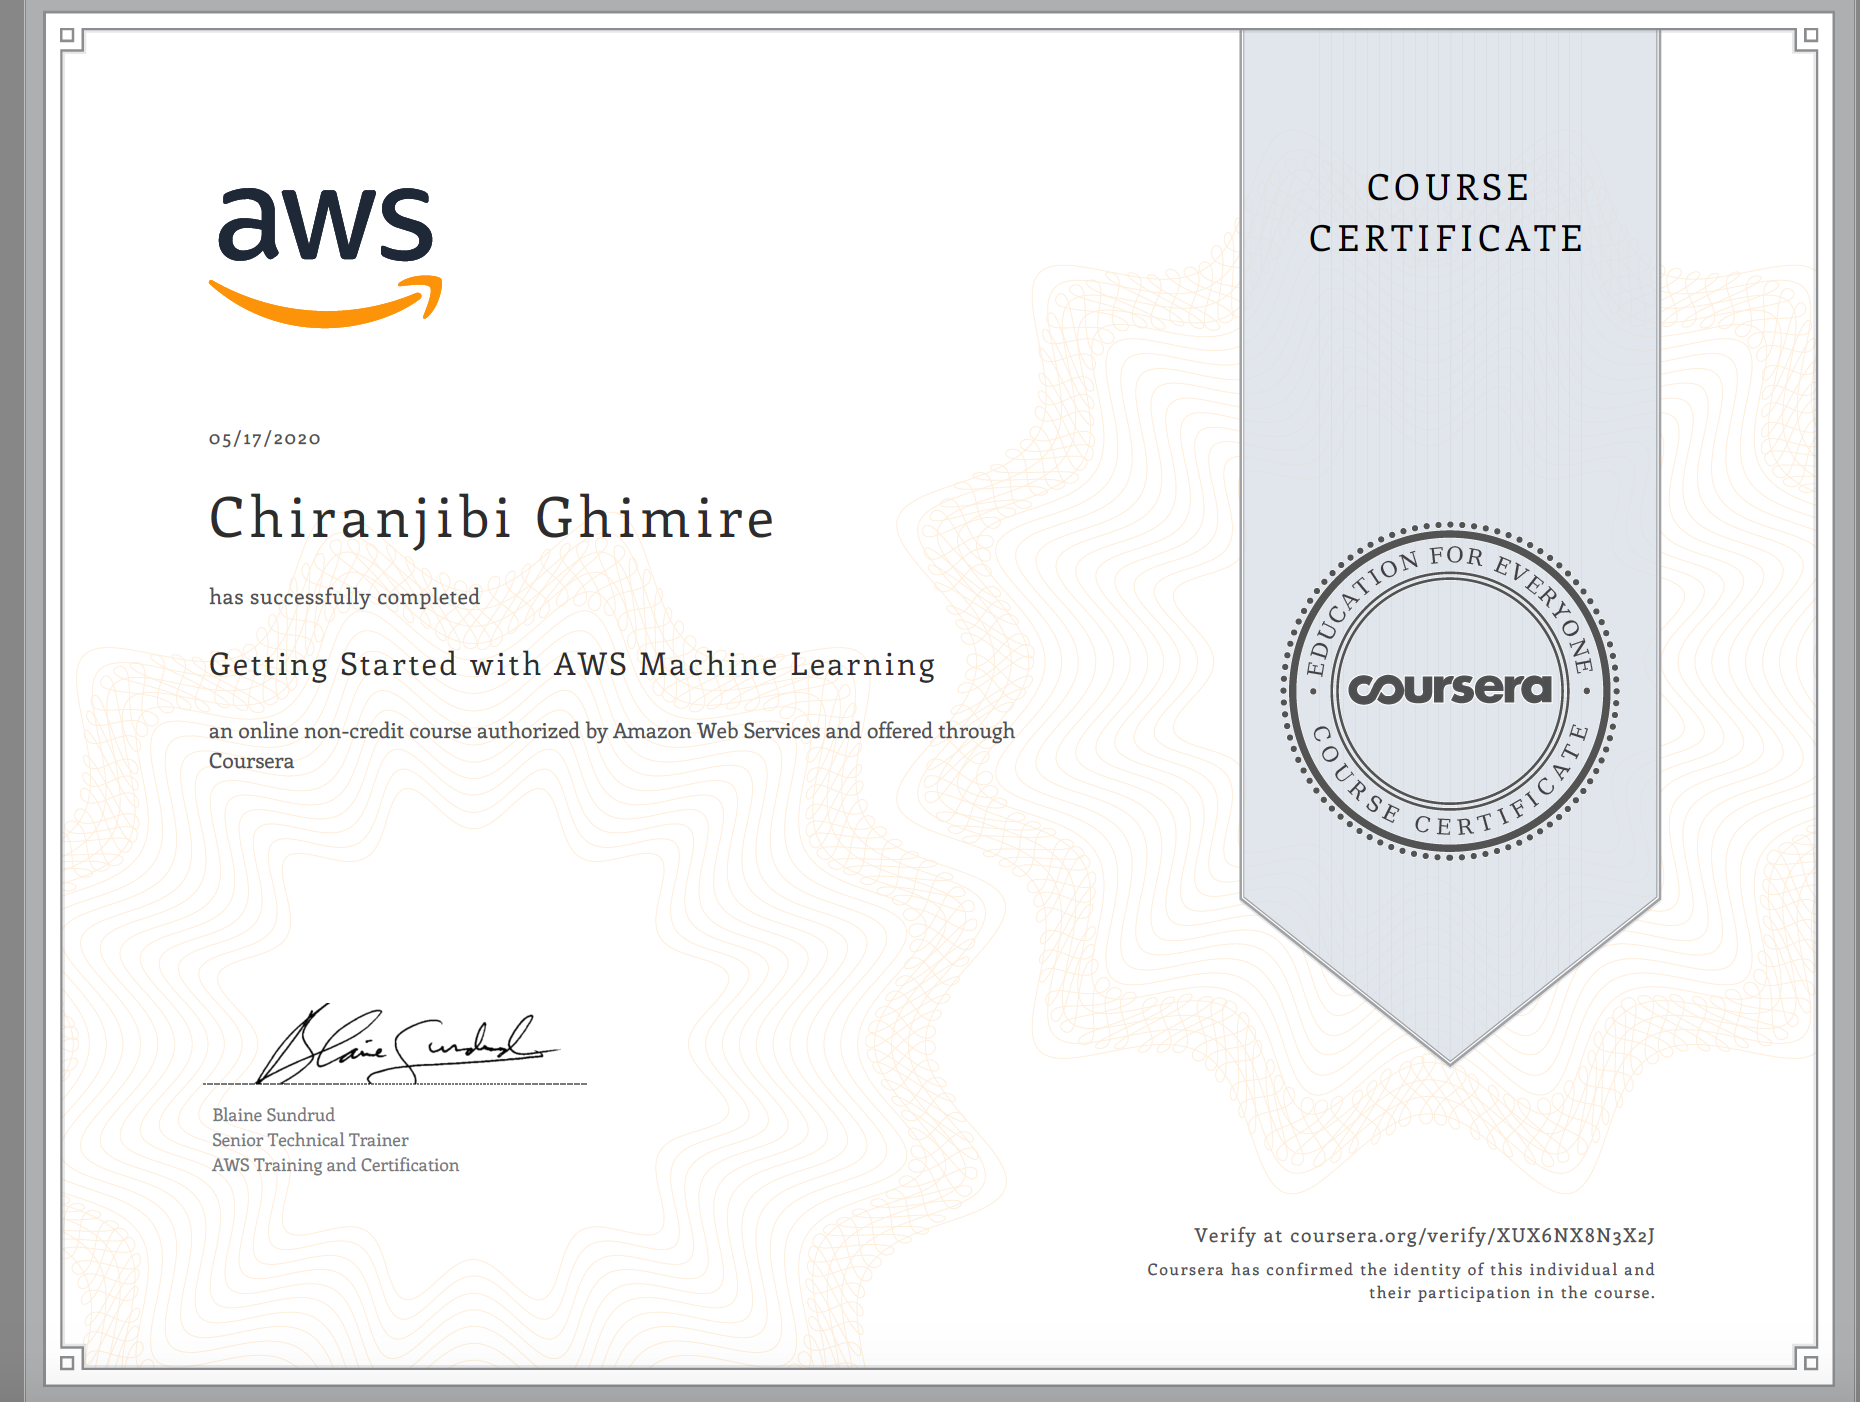 aws
05/17/2020
Chiranjibi Ghimire
has successfully completed
Getting Started with AWS Machine Learning
an online non-credit course authorized by Amazon Web Services and offered through
Coursera
Blaine Sundrud
Blaine Sundrud
Senior Technical Trainer
AWS Training and Certification
COURSE
CERTIFICATE
EDUCATION FOR EVERYONE
coursera
COURSE CERTIFICATE
Verify at coursera.org/verify/XUX6NX8N3X2J
Coursera has confirmed the identity of this individual and
their participation in the course.